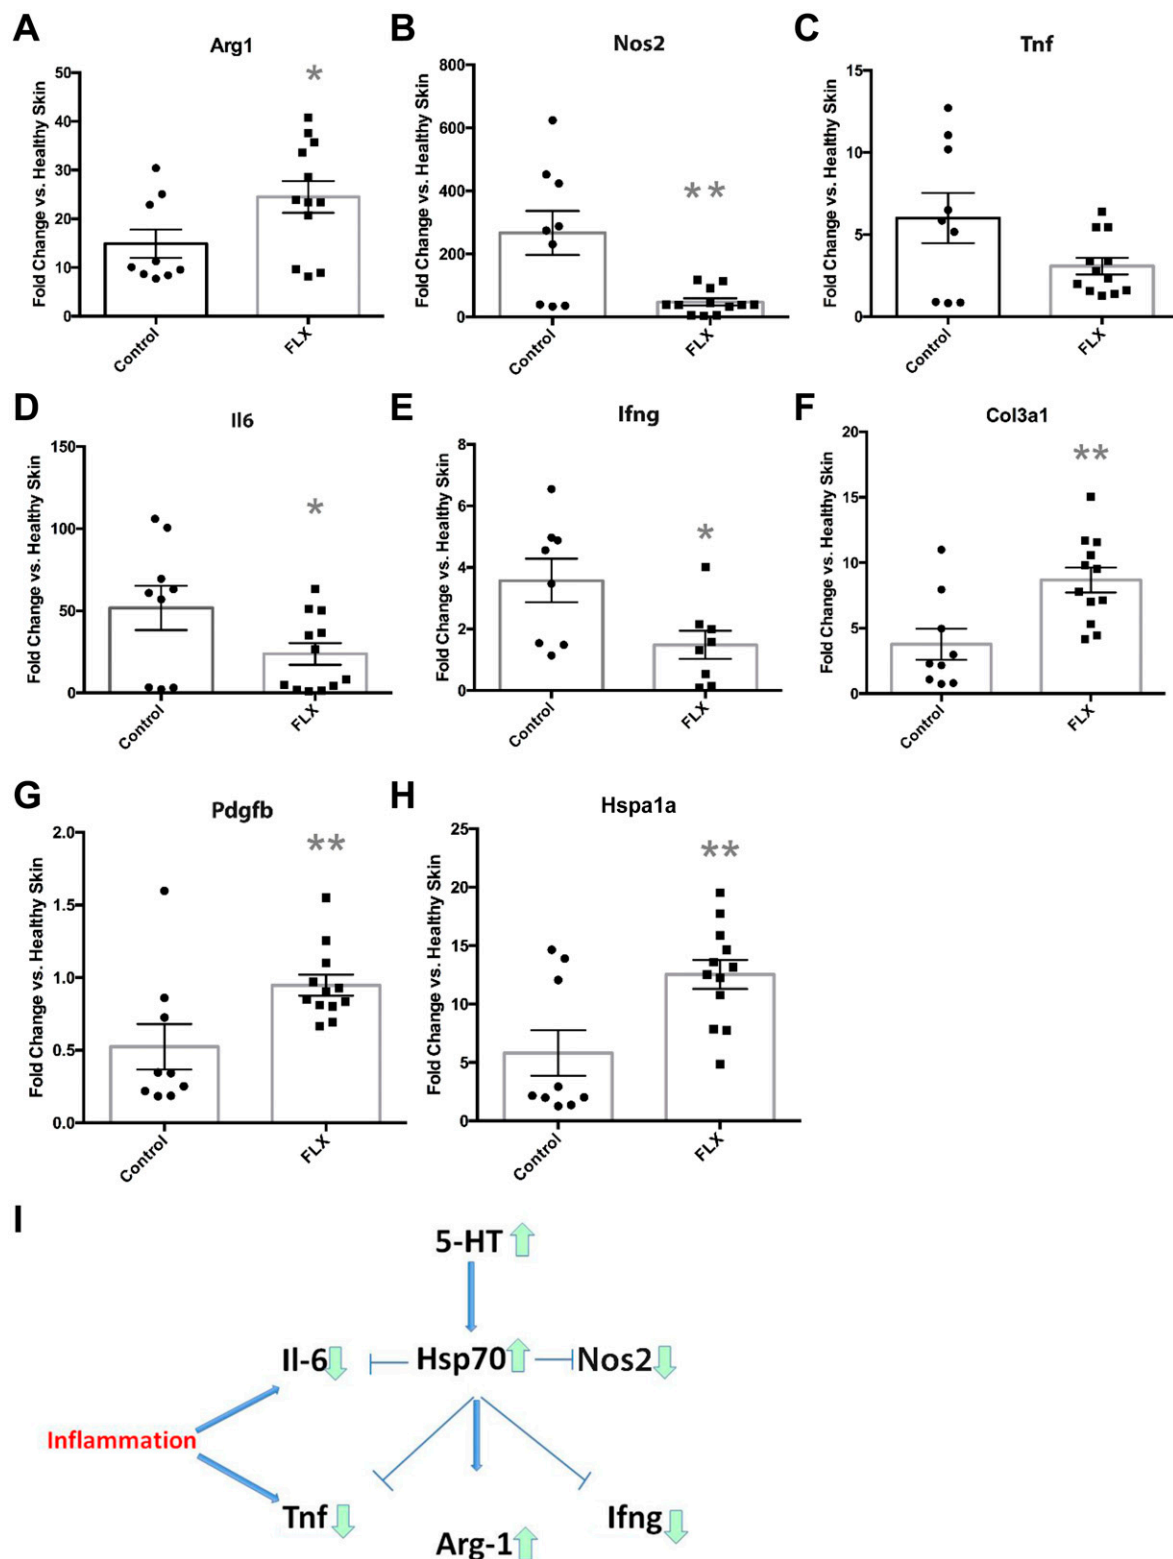 A
Arg1
*
Fold Change vs. Healthy Skin
50
40
30
20
10
0
Control
FLX
B
Nos2
**
Fold Change vs. Healthy Skin
800
600
400
200
0
Control
FLX
C
Tnf
Fold Change vs. Healthy Skin
15
10
5
0
Control
FLX
D
Il6
*
Fold Change vs. Healthy Skin
150
100
50
0
Control
FLX
E
Ifng
*
Fold Change vs. Healthy Skin
8
6
4
2
0
Control
FLX
F
Col3a1
**
Fold Change vs. Healthy Skin
20
15
10
5
0
Control
FLX
G
Pdgfb
**
Fold Change vs. Healthy Skin
2.0
1.5
1.0
0.5
0.0
Control
FLX
H
Hspa1a
**
Fold Change vs. Healthy Skin
25
20
15
10
5
0
Control
FLX
I
5-HT
Il-6 Hsp70 Nos2
Inflammation
Tnf
Arg-1
Ifng